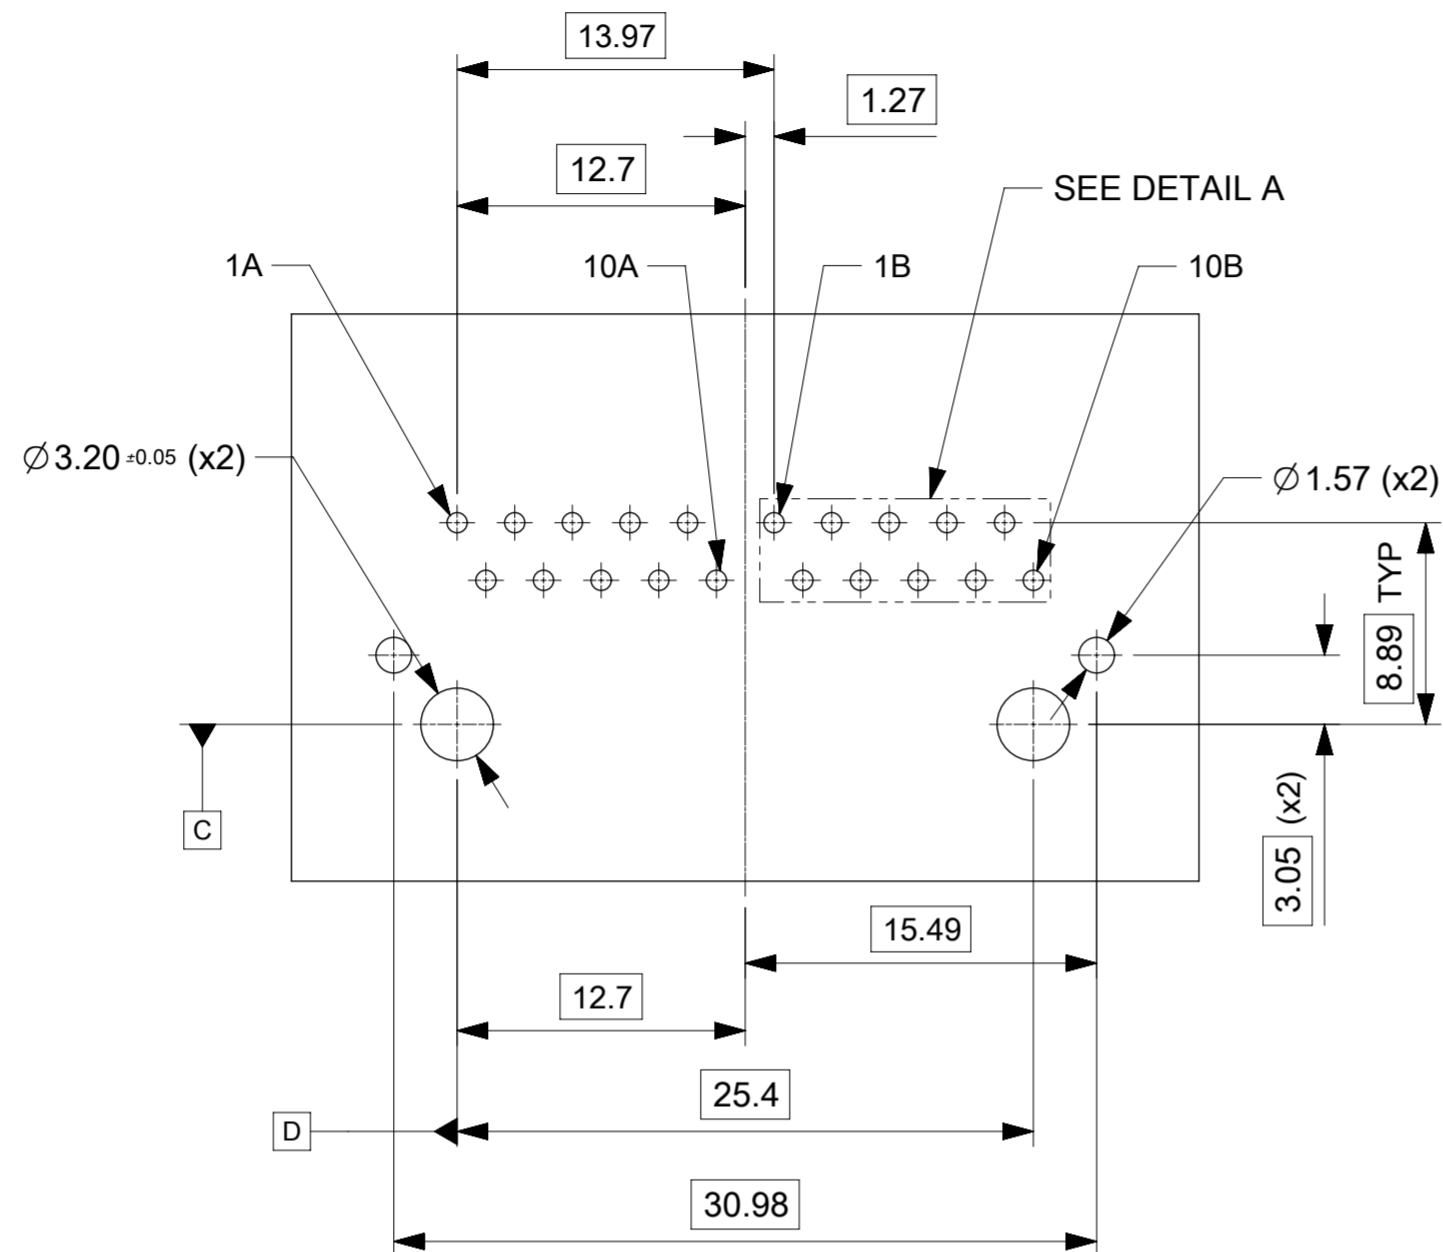 13.97
1.27
12.7
SEE DETAIL A
1A
10A
1B
10B
∅3.20 ±0.05 (x2)
∅1.57 (x2)
8.89 TYP
3.05 (x2)
C
15.49
12.7
25.4
D
30.98